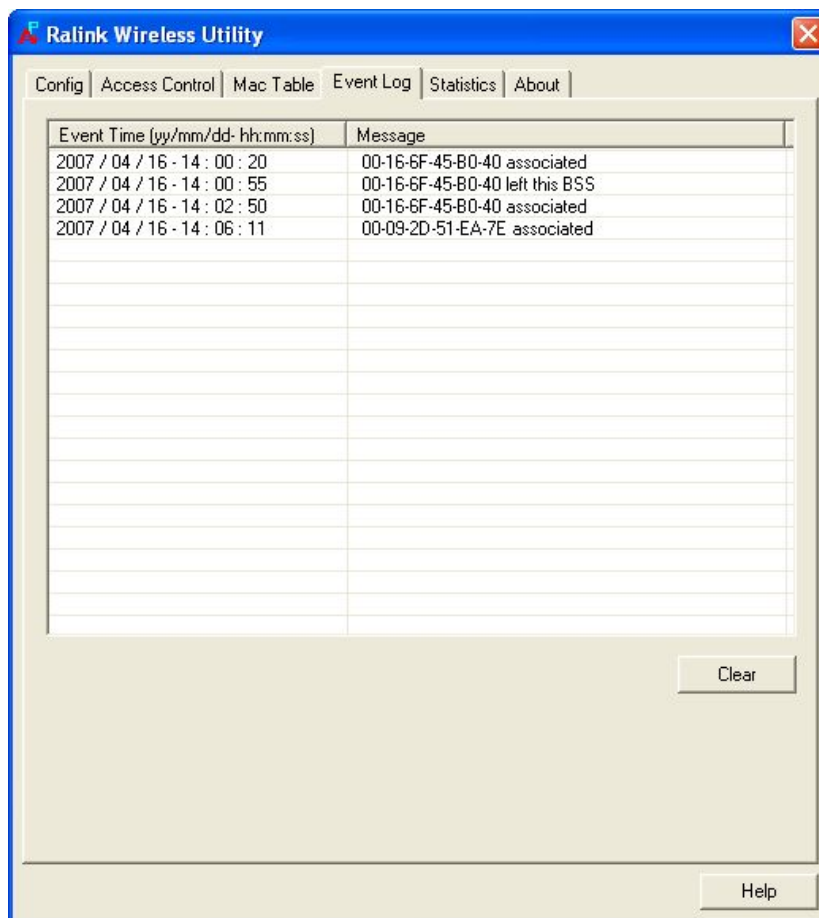 Ralink Wireless Utility
Config Access Control Mac Table Event Log Statistics About
Event Time (yy/mm/dd- hh:mm:ss) Message
2007 / 04 / 16 - 14 : 00 : 20 00-16-6F-45-B0-40 associated
2007 / 04 / 16 - 14 : 00 : 55 00-16-6F-45-B0-40 left this BSS
2007 / 04 / 16 - 14 : 02 : 50 00-16-6F-45-B0-40 associated
2007 / 04 / 16 - 14 : 06 : 11 00-09-2D-51-EA-7E associated
Clear
Help